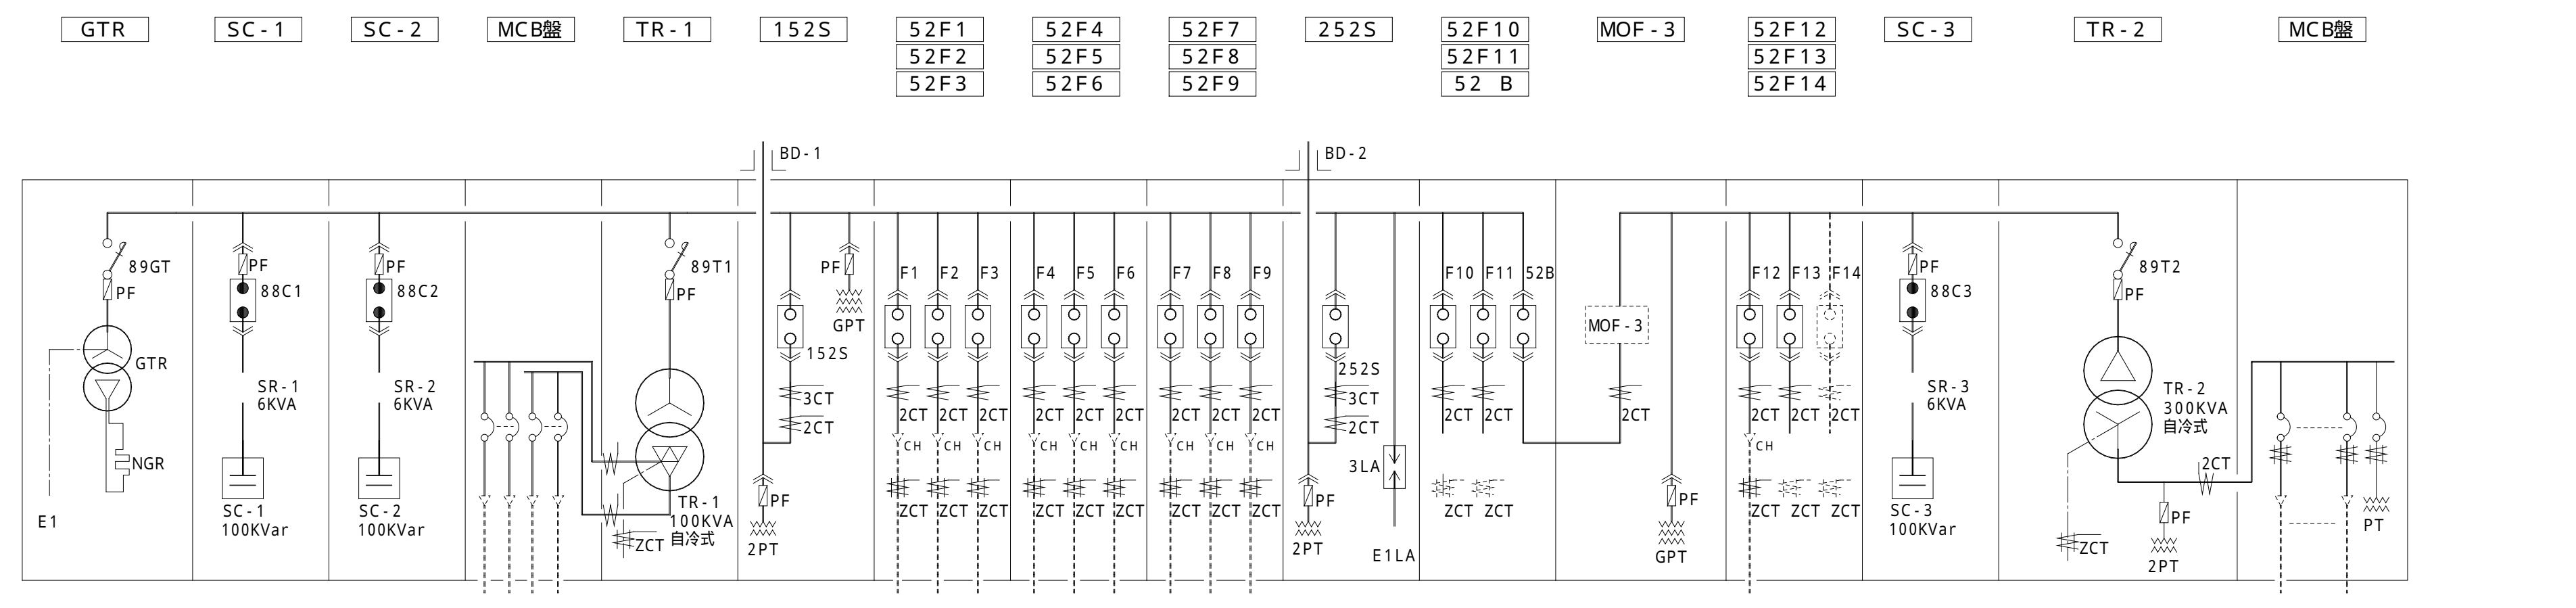 GTR
SC-1
SC-2
MCB盤
TR-1
152S
52F1
52F2
52F3
52F4
52F5
52F6
52F7
52F8
52F9
252S
52F10
52F11
52 B
MOF-3
52F12
52F13
52F14
SC-3
TR-2
MCB盤
BD-1
BD-2
89GT
PF
GTR
NGR
E1
PF
88C1
SR-1
6KVA
SC-1
100KVar
PF
88C2
SR-2
6KVA
SC-2
100KVar
89T1
PF
TR-1
100KVA
自冷式
ZCT
PF
GPT
152S
3CT
2CT
PF
2PT
F1
F2
F3
2CT
2CT
2CT
CH
CH
CH
ZCT
ZCT
ZCT
F4
F5
F6
2CT
2CT
2CT
CH
CH
CH
ZCT
ZCT
ZCT
F7
F8
F9
2CT
2CT
2CT
CH
CH
CH
ZCT
ZCT
ZCT
252S
3CT
2CT
3LA
PF
2PT
E1LA
F10
F11
52B
2CT
2CT
ZCT
ZCT
MOF-3
2CT
PF
GPT
F12
F13
F14
2CT
2CT
2CT
CH
ZCT
ZCT
ZCT
PF
88C3
SR-3
6KVA
SC-3
100KVar
89T2
PF
TR-2
300KVA
自冷式
2CT
PF
ZCT
2PT
PT